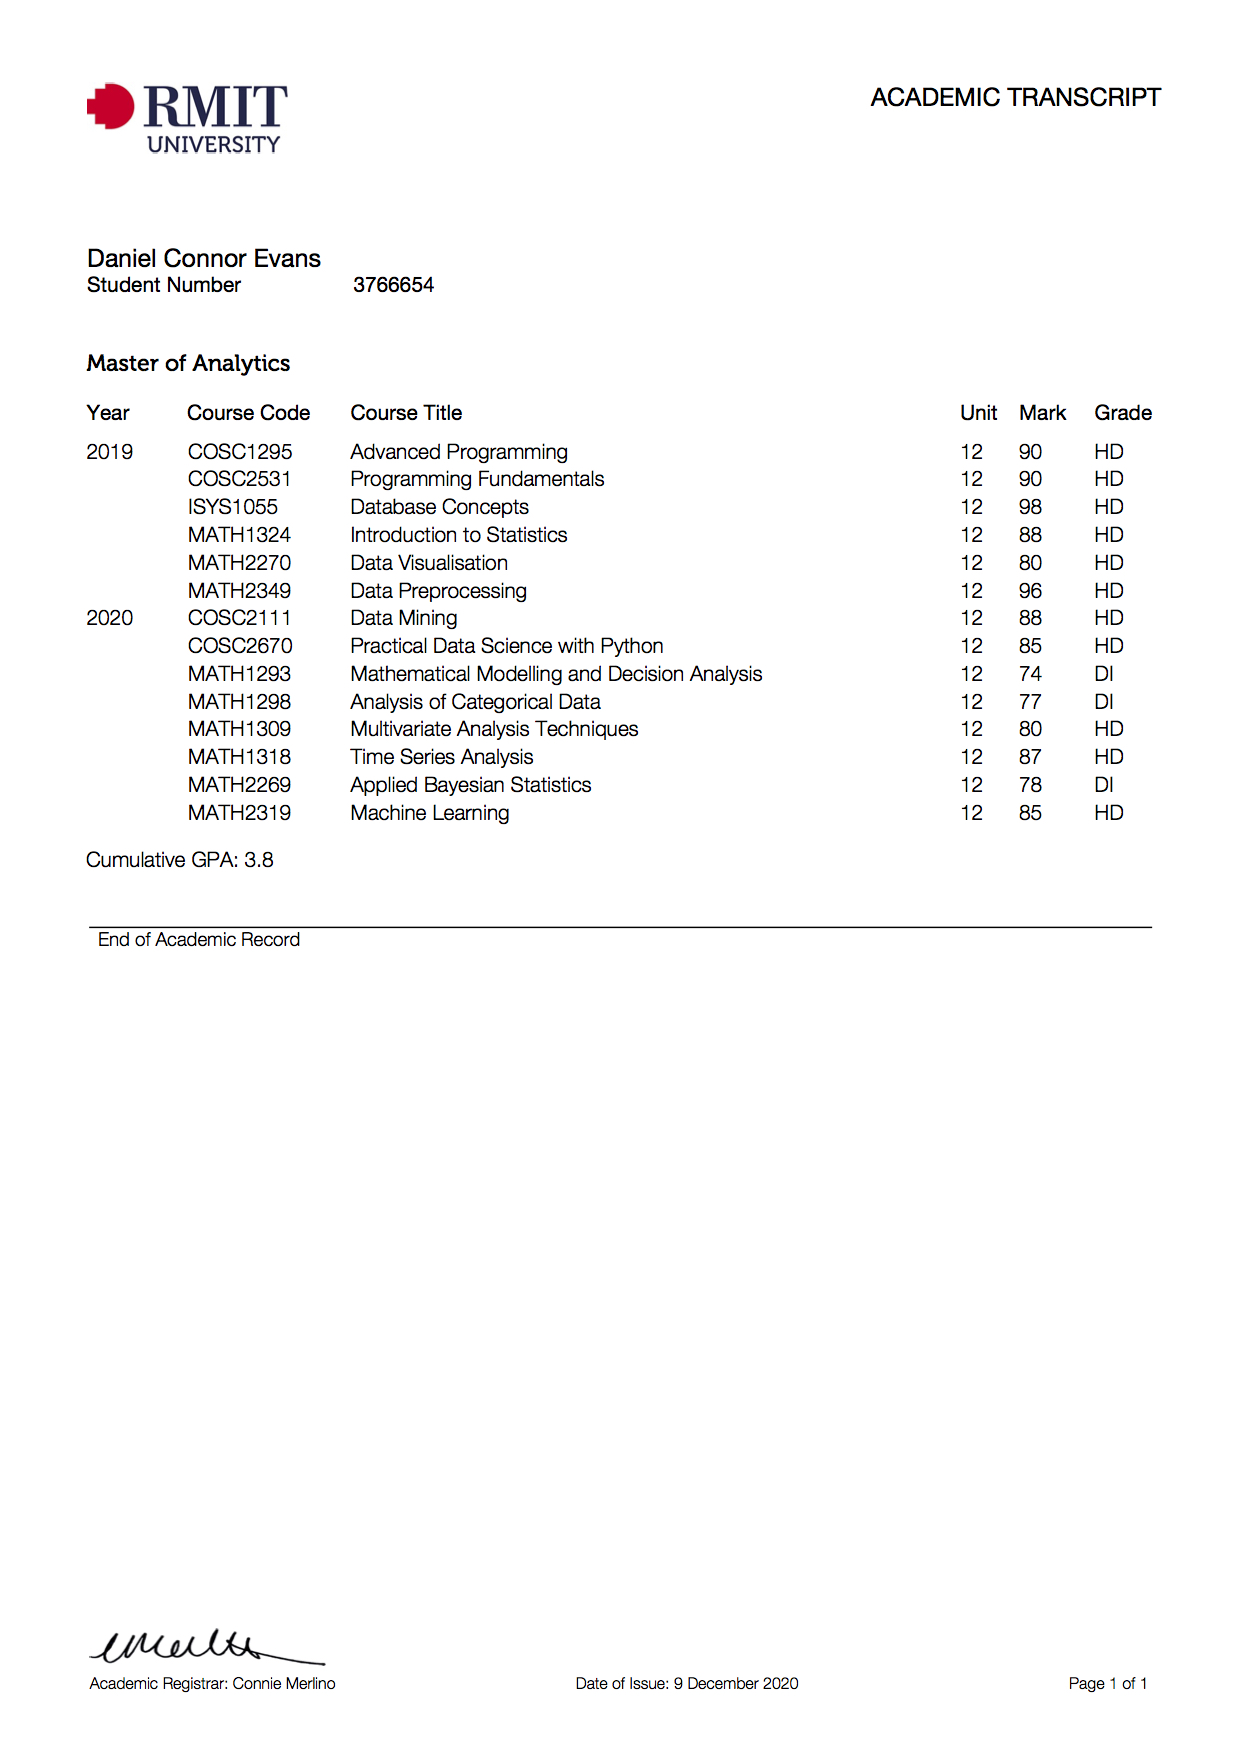 RMIT
UNIVERSITY
ACADEMIC TRANSCRIPT
Daniel Connor Evans
Student Number 3766654
Master of Analytics
Year Course Code Course Title Unit Mark Grade
2019 COSC1295 Advanced Programming 12 90 HD
COSC2531 Programming Fundamentals 12 90 HD
ISYS1055 Database Concepts 12 98 HD
MATH1324 Introduction to Statistics 12 88 HD
MATH2270 Data Visualisation 12 80 HD
MATH2349 Data Preprocessing 12 96 HD
2020 COSC2111 Data Mining 12 88 HD
COSC2670 Practical Data Science with Python 12 85 HD
MATH1293 Mathematical Modelling and Decision Analysis 12 74 DI
MATH1298 Analysis of Categorical Data 12 77 DI
MATH1309 Multivariate Analysis Techniques 12 80 HD
MATH1318 Time Series Analysis 12 87 HD
MATH2269 Applied Bayesian Statistics 12 78 DI
MATH2319 Machine Learning 12 85 HD
Cumulative GPA: 3.8
End of Academic Record
Academic Registrar: Connie Merlino Date of Issue: 9 December 2020 Page 1 of 1